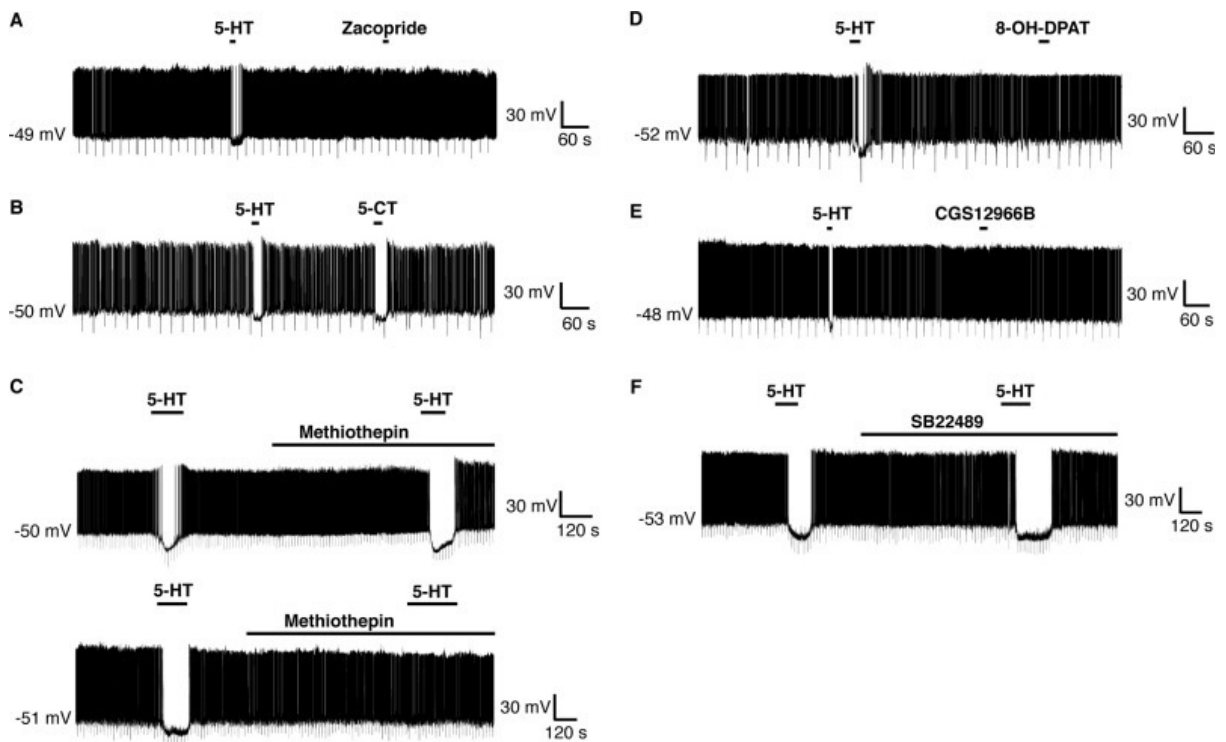 A
5-HT Zacopride
-49 mV
30 mV
60 s
B
5-HT 5-CT
-50 mV
30 mV
60 s
C
5-HT 5-HT
Methiothepin
-50 mV
30 mV
120 s
5-HT 5-HT
Methiothepin
-51 mV
30 mV
120 s
D
5-HT 8-OH-DPAT
-52 mV
30 mV
60 s
E
5-HT CGS12966B
-48 mV
30 mV
60 s
F
5-HT 5-HT
SB22489
-53 mV
30 mV
120 s